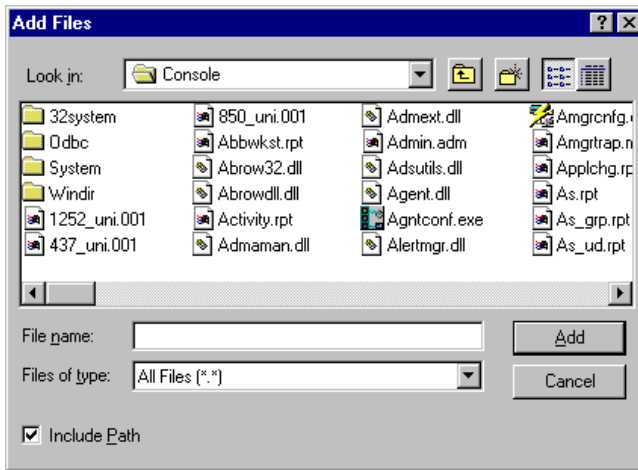 Add Files
Look in: Console
32system 850_uni.001 Admext.dll Amgrcnfg.
Odbc Abbwkst.rpt Admin.adm Amgrtrap.n
System Abrow32.dll Adsutils.dll Applchg.rp
Windir Abrowdll.dll Agent.dll As.rpt
1252_uni.001 Activity.rpt Agntconf.exe As_grp.rpt
437_uni.001 Admaman.dll Alertmgr.dll As_ud.rpt
File name: Add
Files of type: All Files (*.*) Cancel
Include Path